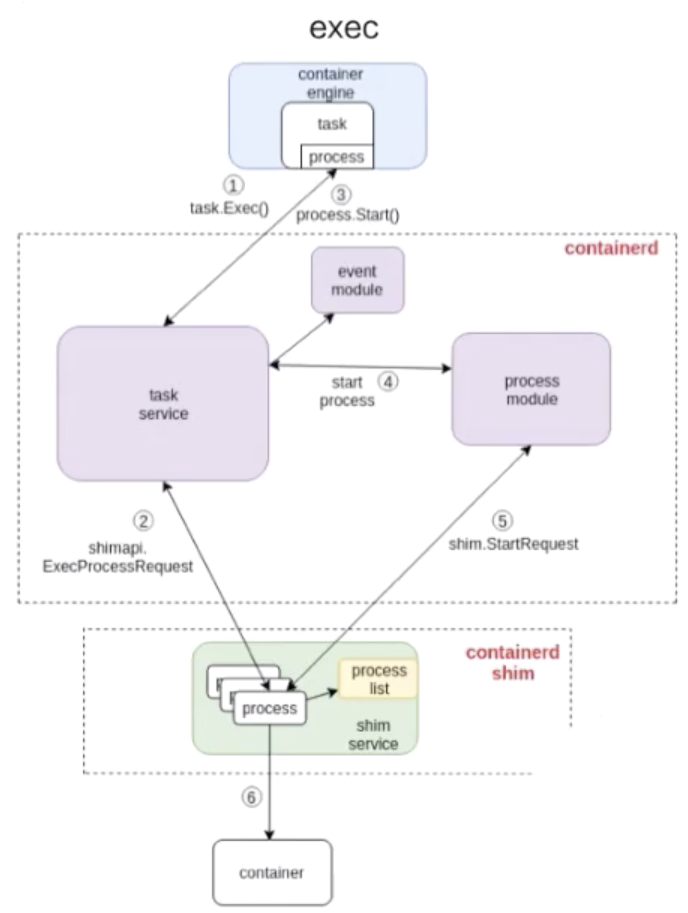 exec
container
engine
task
process
①
task.Exec()
③
process.Start()
containerd
event
module
task
service
start
process
④
process
module
②
shimapi.
ExecProcessRequest
⑤
shim.StartRequest
containerd
shim
process
list
process
shim
service
⑥
container